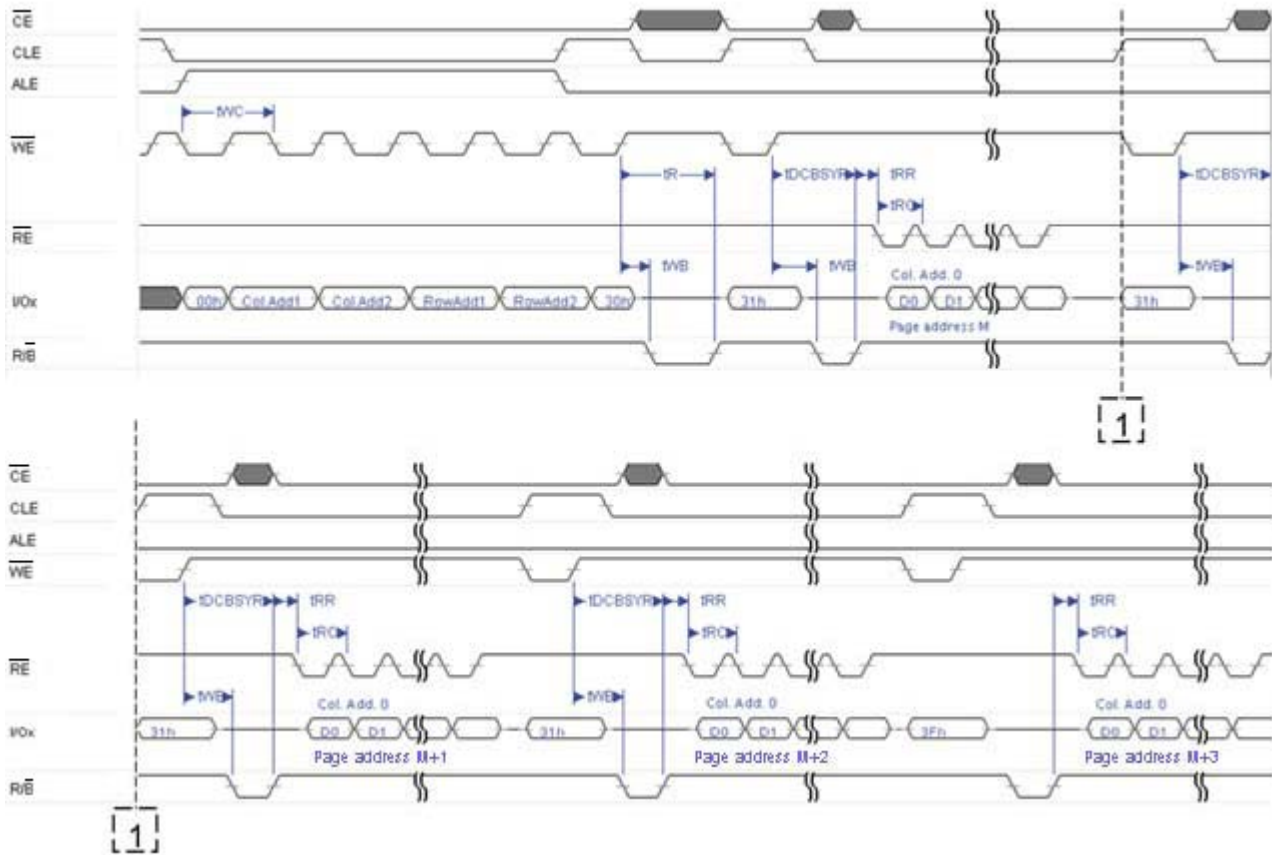 CE
CLE
ALE
tWC
WE
tR tDCBSYR tRR tDCBSYR
tRC
RE
tWB tWB Col. Add. 0 tWB
I/Ox 00h Col.Add1 Col.Add2 RowAdd1 RowAdd2 30h 31h D0 D1 31h
Page address M
R/B
1
CE
CLE
ALE
WE
tDCBSYR tRR tDCBSYR tRR tRR
tRC tRC tRC
RE
tWB Col. Add. 0 tWB Col. Add. 0 Col. Add. 0
I/Ox 31h D0 D1 31h D0 D1 3Fh D0 D1
Page address M+1 Page address M+2 Page address M+3
R/B
1